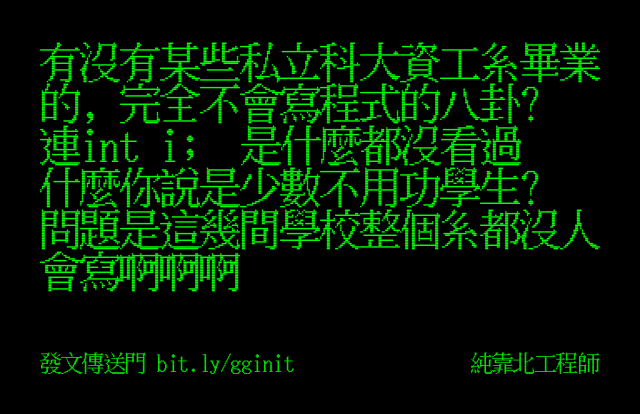 有沒有某些私立科大資工系畢業
的，完全不會寫程式的八卦?
連int i;  是什麼都沒看過
什麼你說是少數不用功學生?
問題是這幾間學校整個系都沒人
會寫啊啊啊
發文傳送門 bit.ly/gginit
純靠北工程師